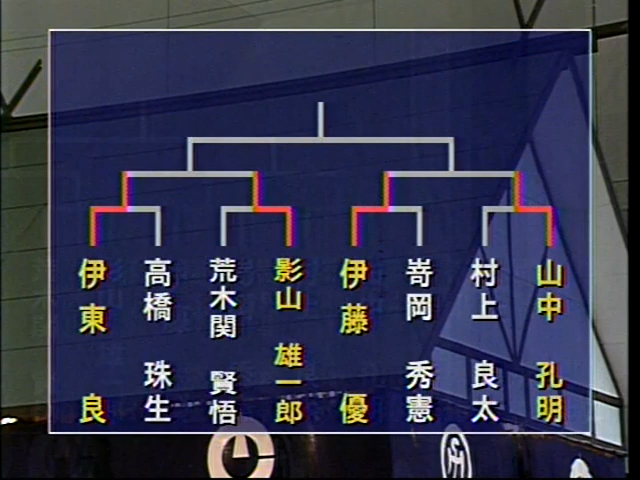 伊東 良
高橋 珠生
荒木関 賢悟
影山 雄一郎
伊藤 優
嵜岡 秀憲
村上 良太
山中 孔明